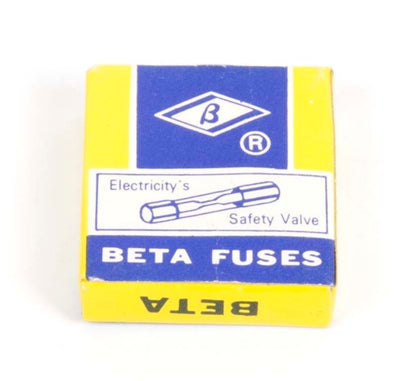 β
®
Electricity's
Safety Valve
BETA FUSES
BETA